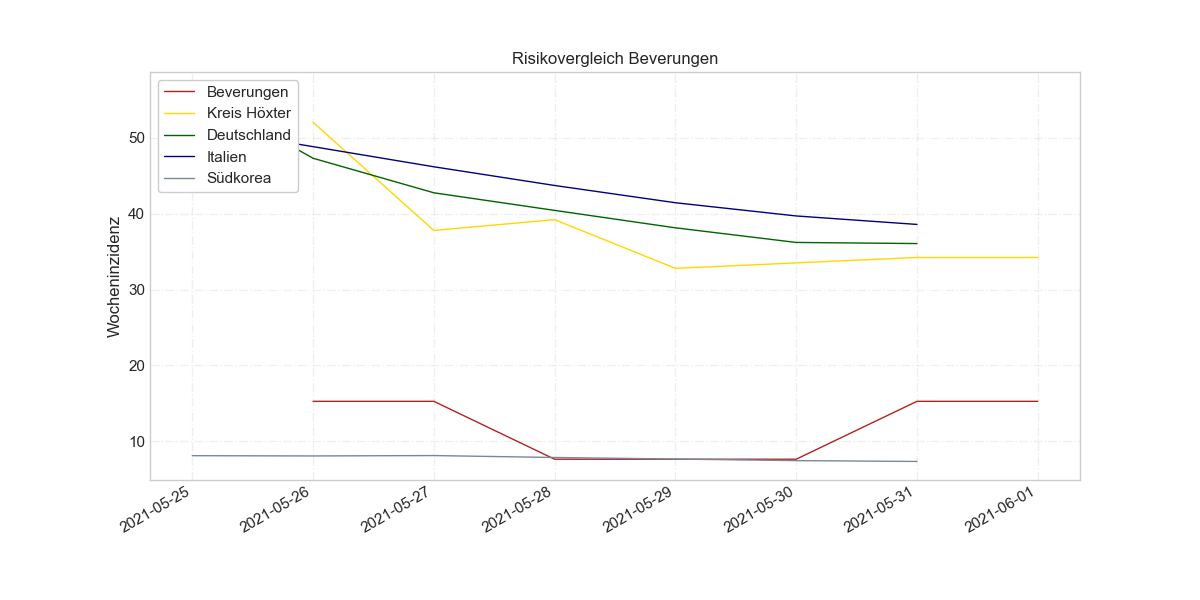 Risikovergleich Beverungen
Beverungen
Kreis Höxter
Deutschland
Italien
Südkorea
Wocheninzidenz
50
40
30
20
10
2021-05-25
2021-05-26
2021-05-27
2021-05-28
2021-05-29
2021-05-30
2021-05-31
2021-06-01